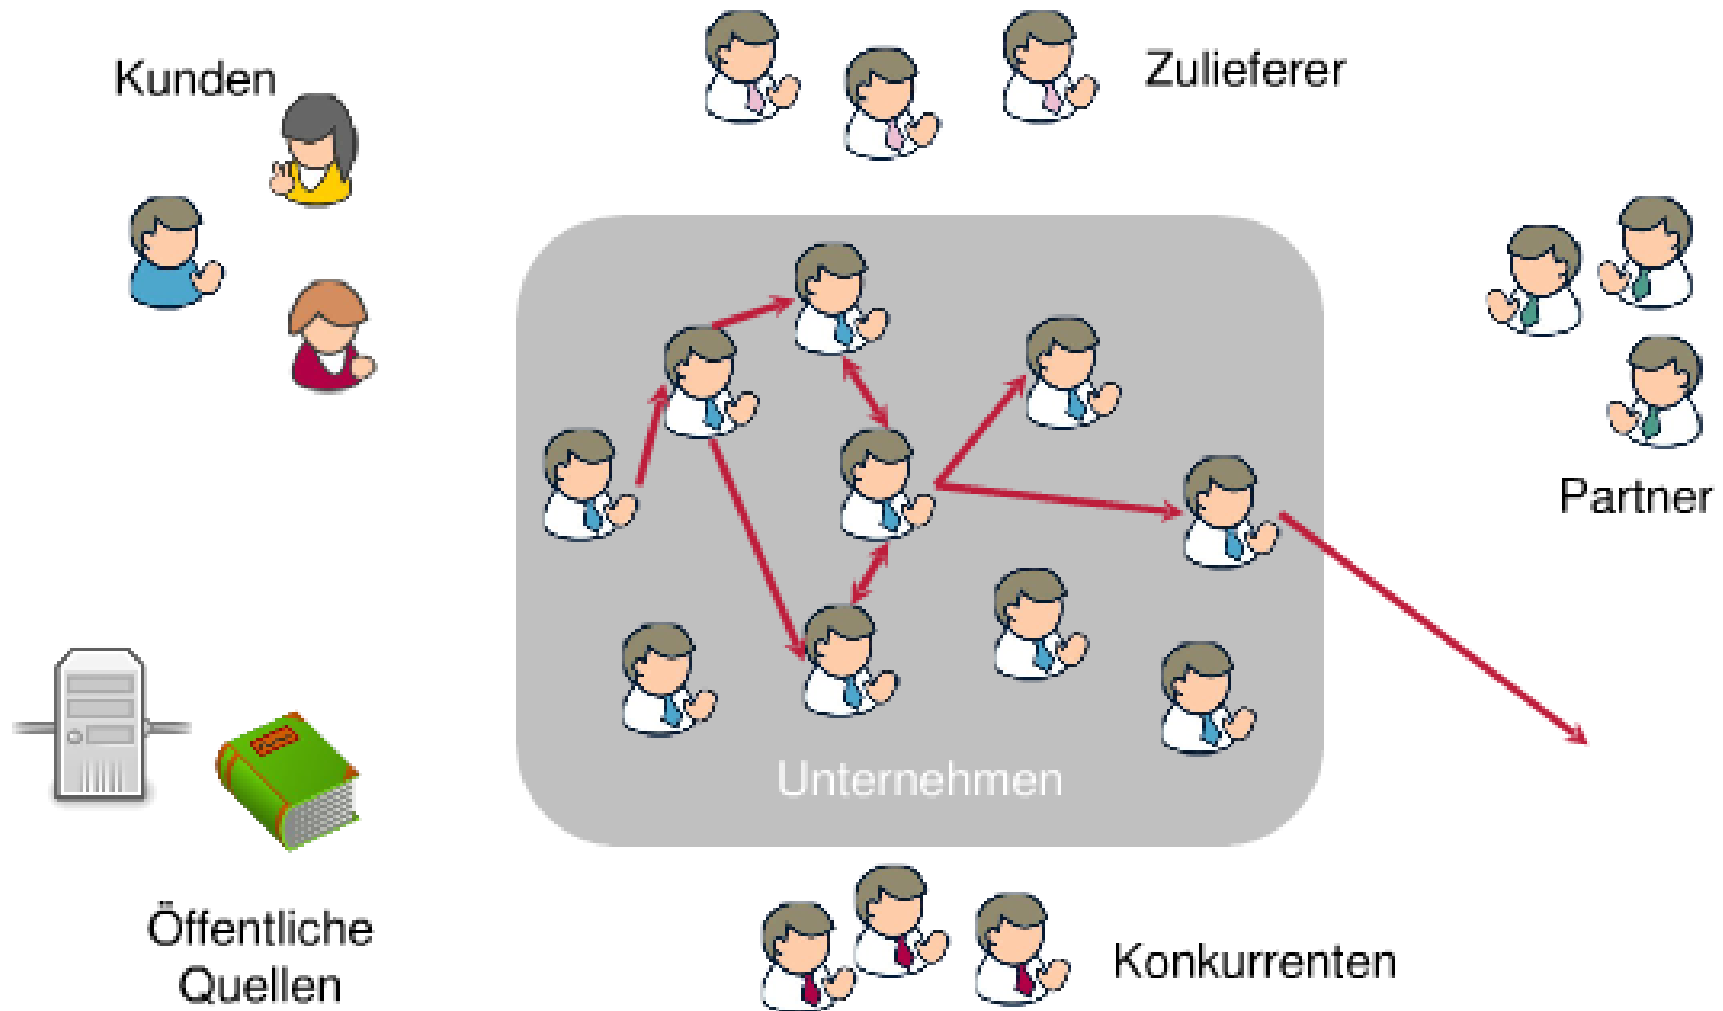 Kunden
Zulieferer
Partner
Unternehmen
Öffentliche
Quellen
Konkurrenten